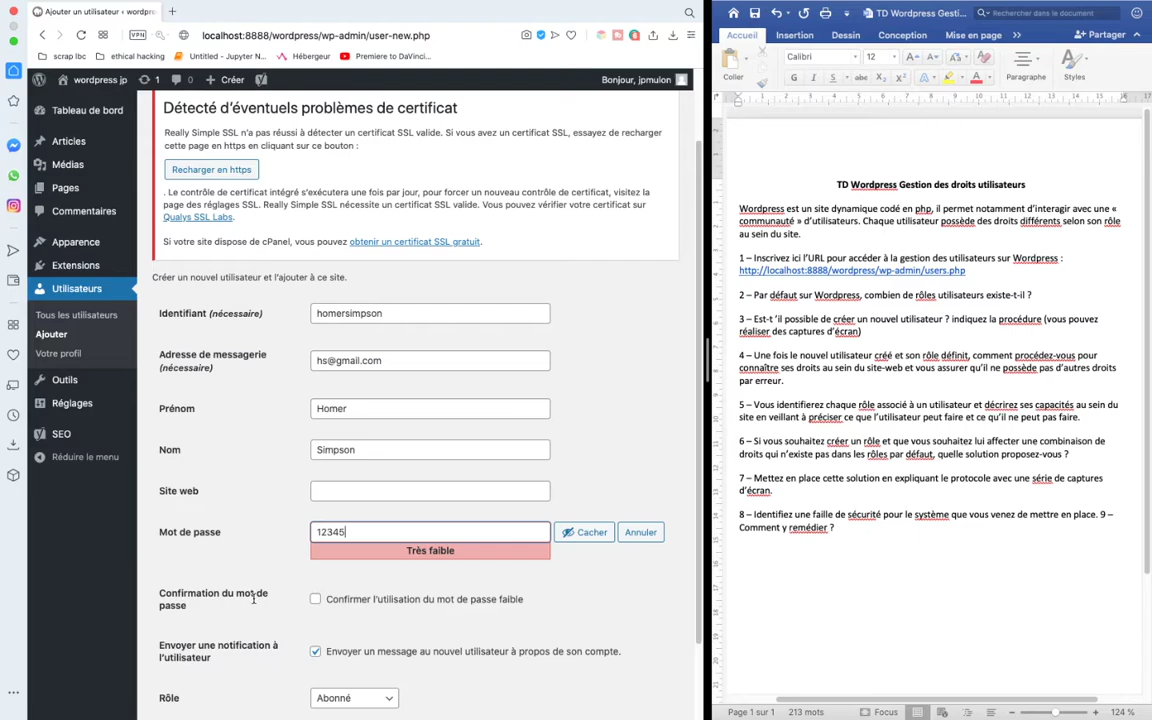 Ajouter un utilisateur ‹ wordpr
localhost:8888/wordpress/wp-admin/user-new.php
VPN
scrap lbc
ethical hacking
Untitled - Jupyter N...
Hébergeur
Premiere to DaVinci...
wordpress jp
1
0
Créer
Bonjour, jpmulon
Tableau de bord
Articles
Médias
Pages
Commentaires
Apparence
Extensions
Utilisateurs
Tous les utilisateurs
Ajouter
Votre profil
Outils
Réglages
SEO
Réduire le menu
Détecté d’éventuels problèmes de certificat
Really Simple SSL n’a pas réussi à détecter un certificat SSL valide. Si vous avez un certificat SSL, essayez de recharger
cette page en https en cliquant sur ce bouton :
Recharger en https
. Le contrôle de certificat intégré s’exécutera une fois par jour, pour forcer un nouveau contrôle de certificat, visitez la
page des réglages SSL. Really Simple SSL nécessite un certificat SSL valide. Vous pouvez vérifier votre certificat sur
Qualys SSL Labs.
Si votre site dispose de cPanel, vous pouvez obtenir un certificat SSL gratuit.
Créer un nouvel utilisateur et l’ajouter à ce site.
Identifiant (nécessaire)
homersimpson
Adresse de messagerie
(nécessaire)
hs@gmail.com
Prénom
Homer
Nom
Simpson
Site web
Mot de passe
12345
Cacher
Annuler
Très faible
Confirmation du mot de
passe
Confirmer l’utilisation du mot de passe faible
Envoyer une notification à
l’utilisateur
Envoyer un message au nouvel utilisateur à propos de son compte.
Rôle
Abonné
TD Wordpress Gesti...
Rechercher dans le document
Accueil
Insertion
Dessin
Conception
Mise en page
Partager
Coller
Calibri
12
G I S abc X₂ X²
Paragraphe
Styles
1 2 3 4 5 6 7 8 9 10 11 12 13 14 15 16 17
TD Wordpress Gestion des droits utilisateurs
Wordpress est un site dynamique codé en php, il permet notamment d’interagir avec une «
communauté » d’utilisateurs. Chaque utilisateur possède des droits différents selon son rôle
au sein du site.
1 – Inscrivez ici l’URL pour accéder à la gestion des utilisateurs sur Wordpress :
http://localhost:8888/wordpress/wp-admin/users.php
2 – Par défaut sur Wordpress, combien de rôles utilisateurs existe-t-il ?
3 – Est-t ‘il possible de créer un nouvel utilisateur ? indiquez la procédure (vous pouvez
réaliser des captures d’écran)
4 – Une fois le nouvel utilisateur créé et son rôle définit, comment procédez-vous pour
connaître ses droits au sein du site-web et vous assurer qu’il ne possède pas d’autres droits
par erreur.
5 – Vous identifierez chaque rôle associé à un utilisateur et décrirez ses capacités au sein du
site en veillant à préciser ce que l’utilisateur peut faire et ce qu’il ne peut pas faire.
6 – Si vous souhaitez créer un rôle et que vous souhaitez lui affecter une combinaison de
droits qui n’existe pas dans les rôles par défaut, quelle solution proposez-vous ?
7 – Mettez en place cette solution en expliquant le protocole avec une série de captures
d’écran.
8 – Identifiez une faille de sécurité pour le système que vous venez de mettre en place. 9 –
Comment y remédier ?
Page 1 sur 1
213 mots
Focus
124 %